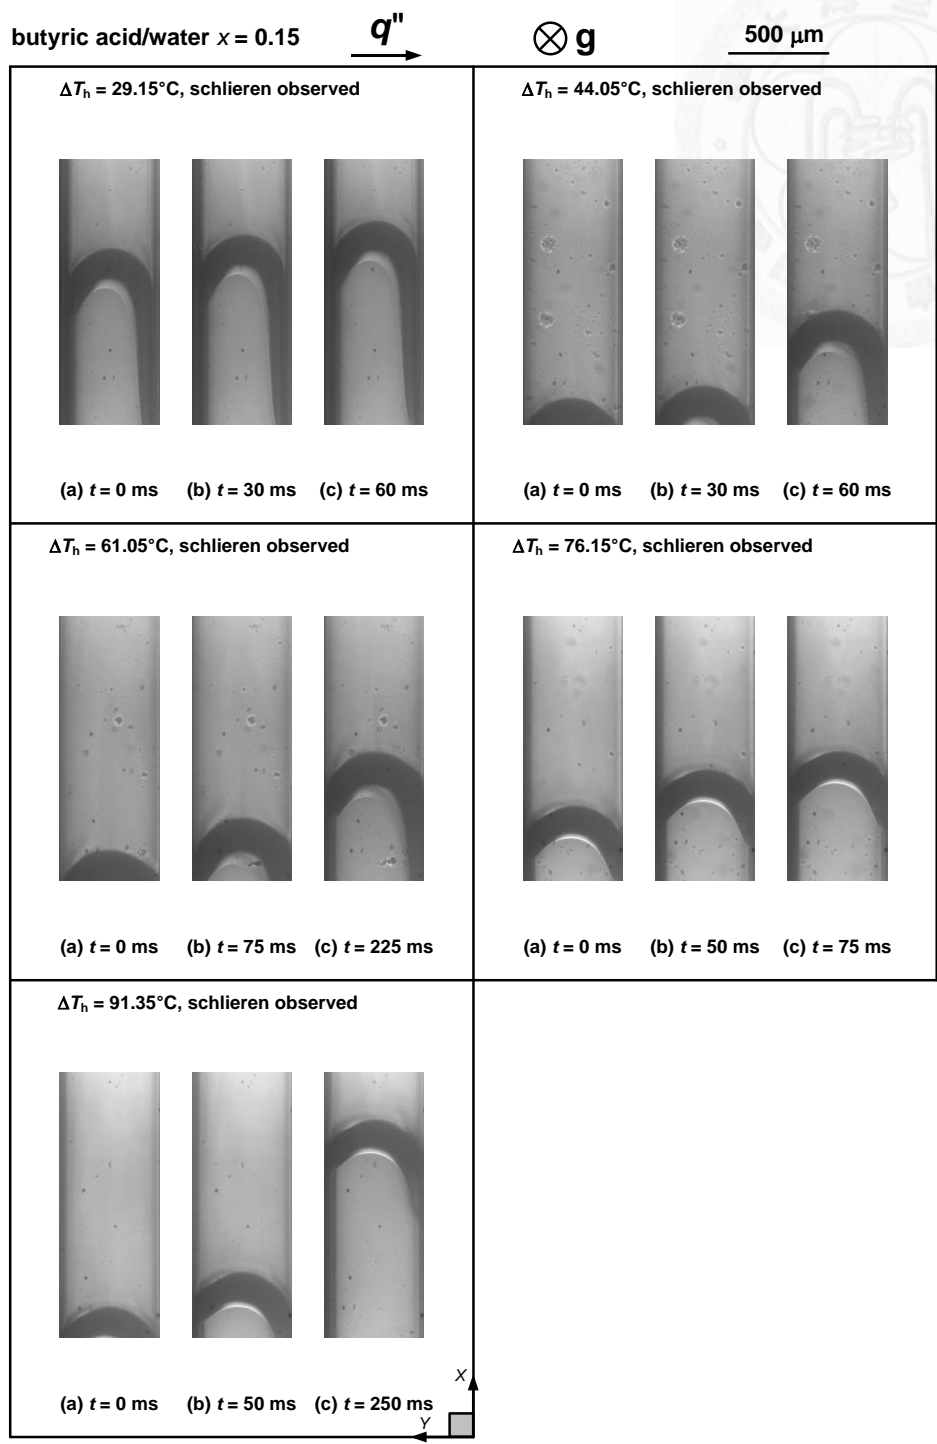 butyric acid/water x = 0.15
q"
g
500 μm
ΔTh = 29.15°C, schlieren observed
(a) t = 0 ms (b) t = 30 ms (c) t = 60 ms
ΔTh = 44.05°C, schlieren observed
(a) t = 0 ms (b) t = 30 ms (c) t = 60 ms
ΔTh = 61.05°C, schlieren observed
(a) t = 0 ms (b) t = 75 ms (c) t = 225 ms
ΔTh = 76.15°C, schlieren observed
(a) t = 0 ms (b) t = 50 ms (c) t = 75 ms
ΔTh = 91.35°C, schlieren observed
(a) t = 0 ms (b) t = 50 ms (c) t = 250 ms
X
Y